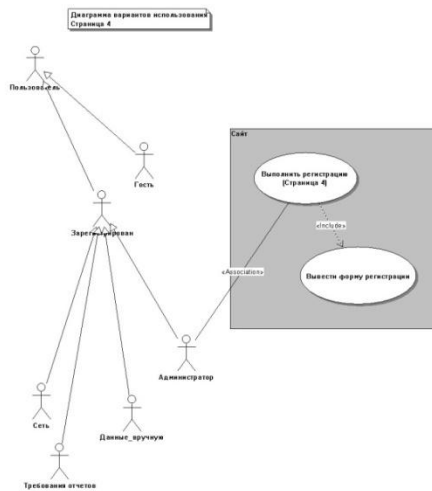 Диаграмма вариантов использования
Страница 4
Пользователь
Гость
Зарегистрирован
Сайт
Выполнить регистрацию
(Страница 4)
«Include»
Вывести форму регистрации
«Association»
Администратор
Сеть
Данные_вручную
Требования отчетов